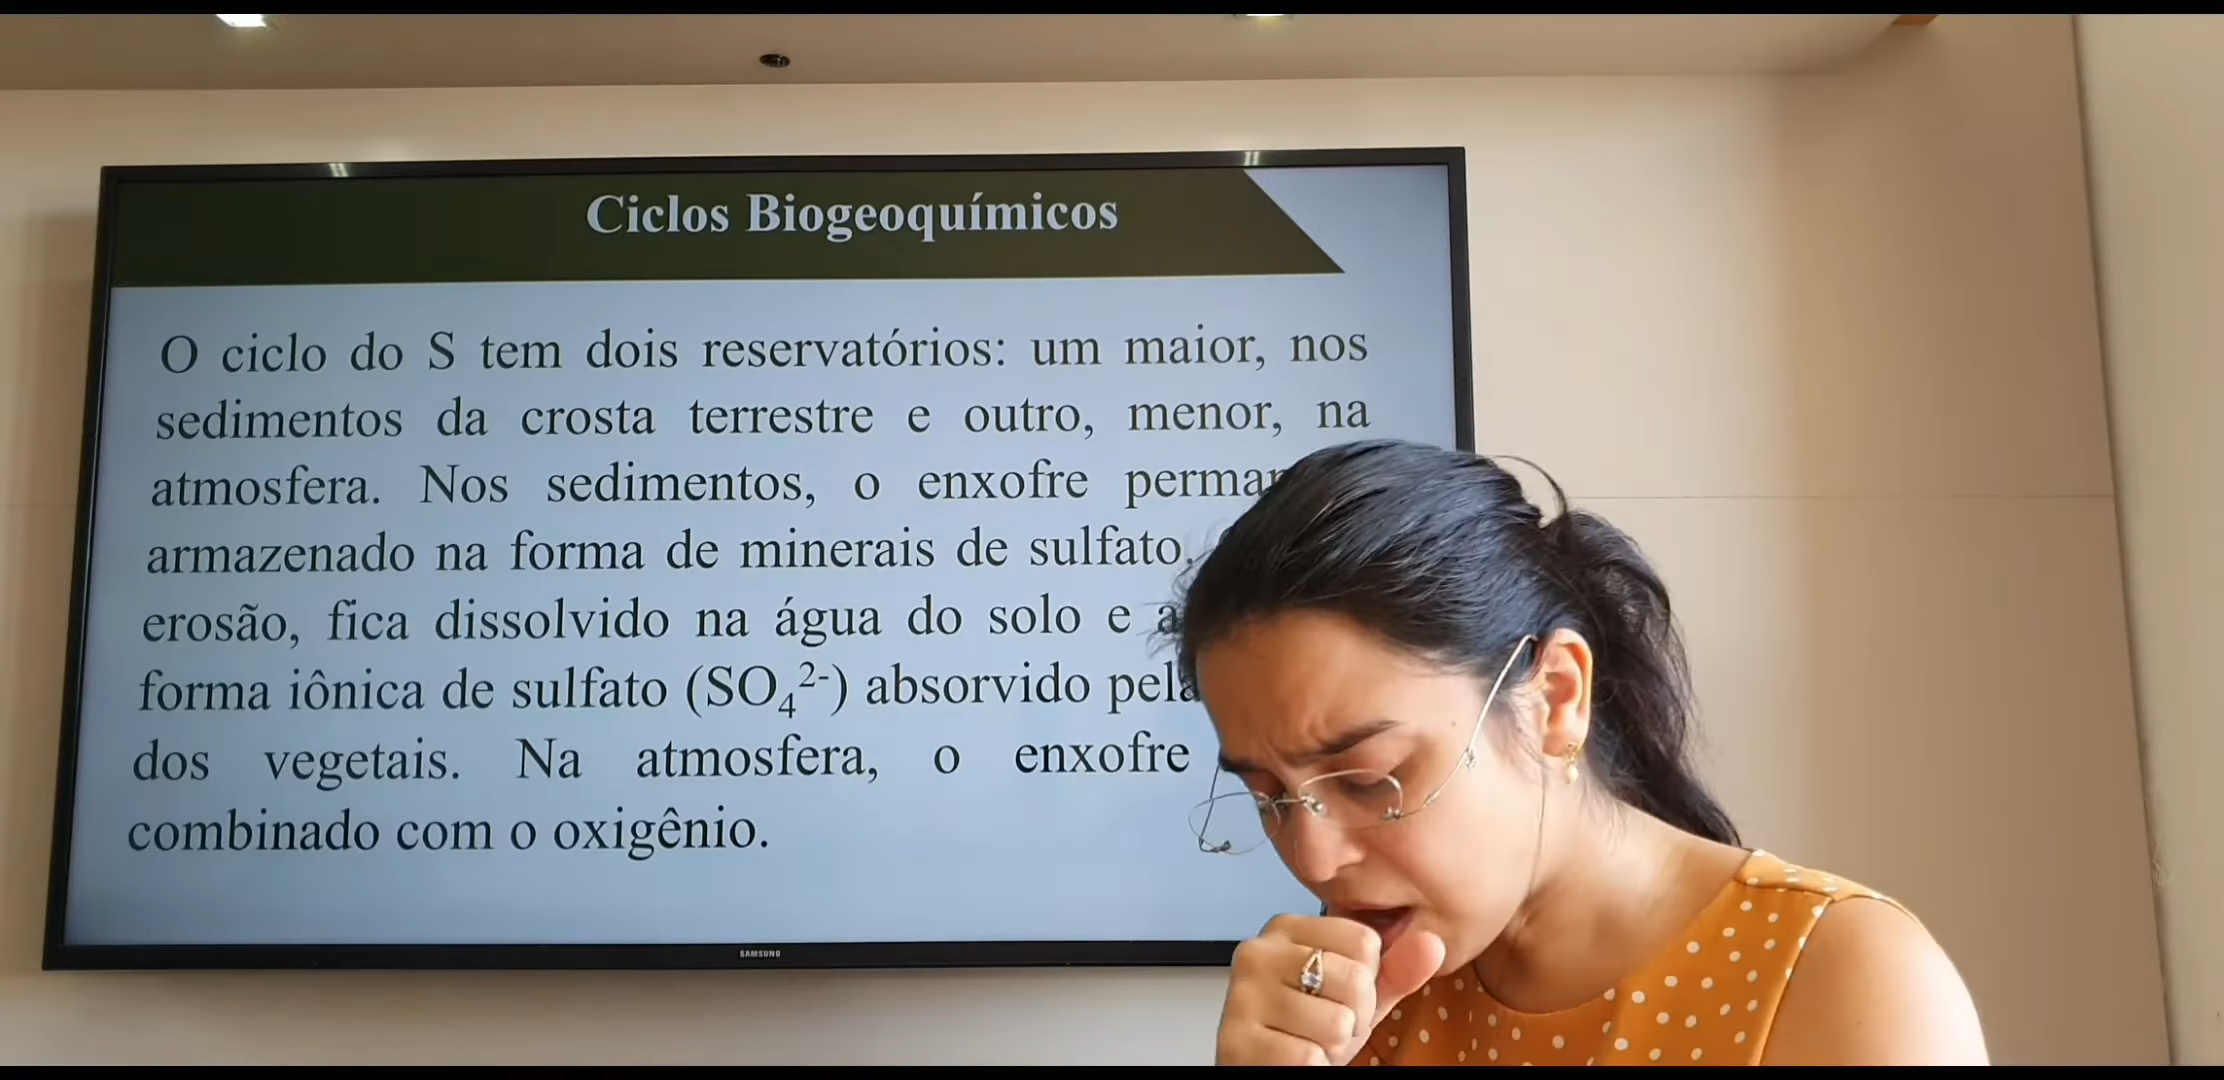 Ciclos Biogeoquímicos
O ciclo do S tem dois reservatórios: um maior, nos
sedimentos da crosta terrestre e outro, menor, na
atmosfera. Nos sedimentos, o enxofre
armazenado na forma de minerais de sulfato.
erosão, fica dissolvido na água do solo e
forma iônica de sulfato (SO₄²⁻) absorvido
dos vegetais. Na atmosfera, o enxofre
combinado com o oxigênio.
SAMSUNG